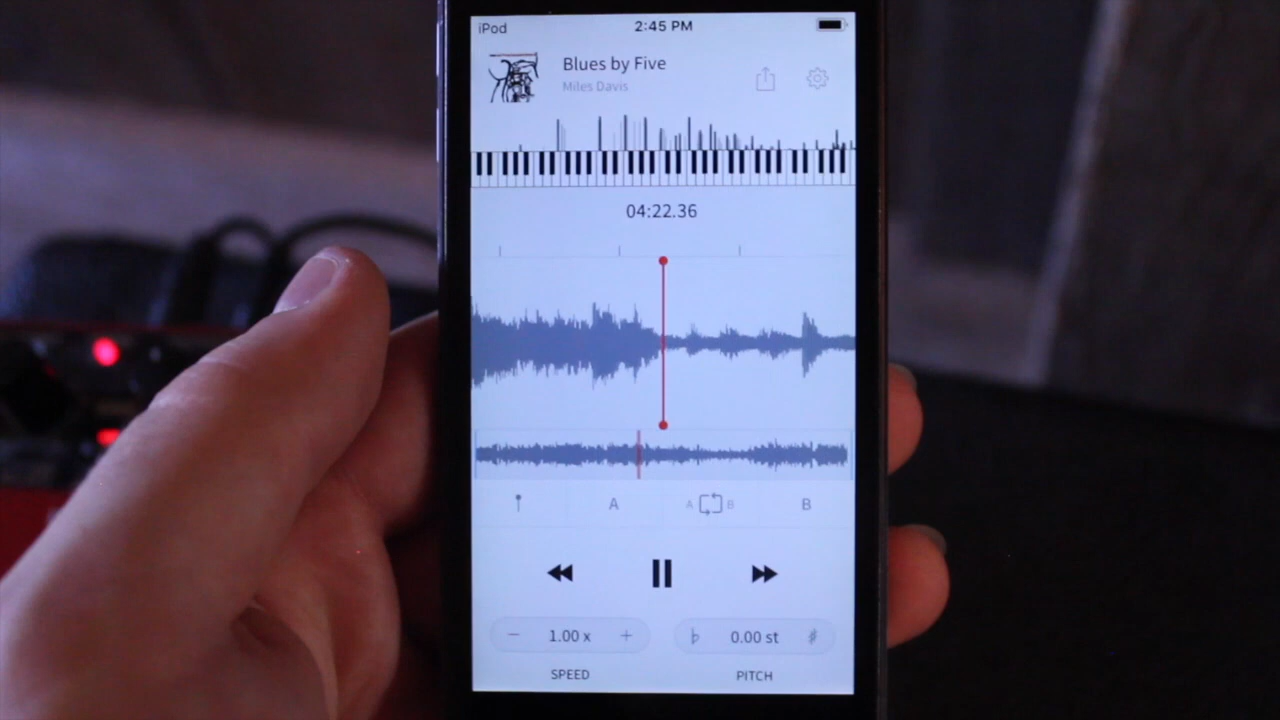 iPod 2:45 PM
Blues by Five
Miles Davis
04:22.36
A A B B
1.00 x 0.00 st
SPEED PITCH